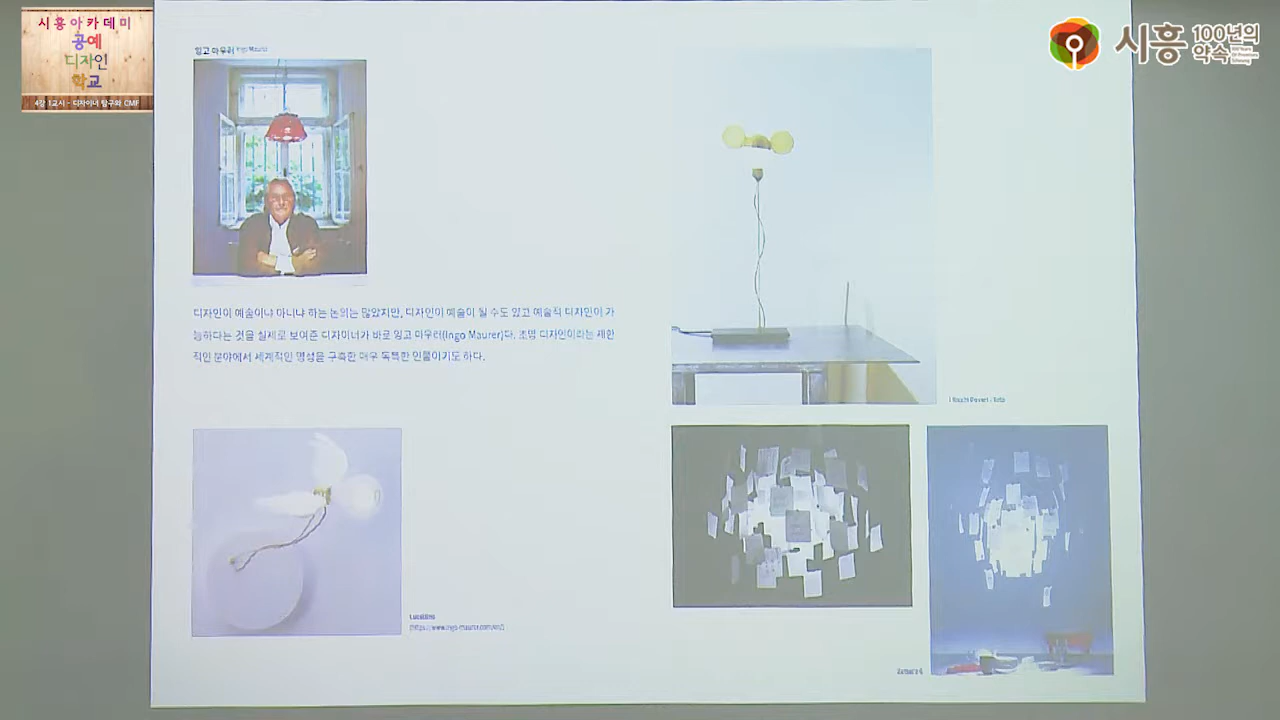 시흥아카데미
공예
디자인
학교
4강 1교시 - 디자이너 탐구와 CMF
시흥 100년의 약속
잉고 마우러 Ingo Maurer
디자인이 예술이냐 아니냐 하는 논의는 많았지만, 디자인이 예술이 될 수도 있고 예술적 디자인이 가
능하다는 것을 실제로 보여준 디자이너가 바로 잉고 마우러(Ingo Maurer)다. 조명 디자인이라는 제한
적인 분야에서 세계적인 명성을 구축한 매우 독특한 인물이기도 하다.
Lucellino